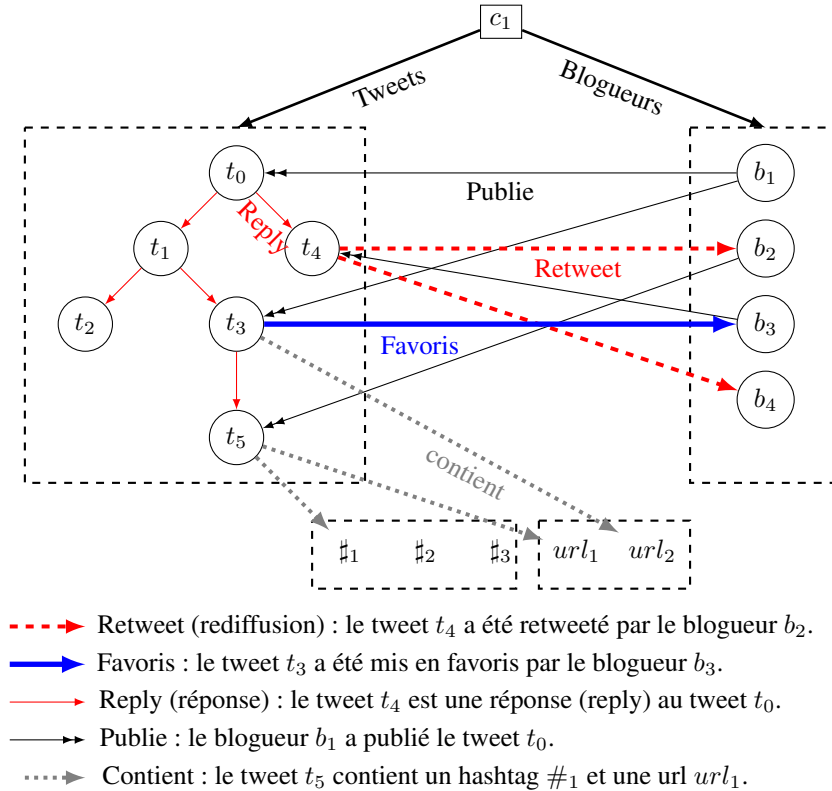 c₁
Tweets
Blogueurs
t₀
b₁
Publie
Reply
t₁
t₄
b₂
Retweet
t₂
t₃
b₃
Favoris
b₄
t₅
contient
♯₁ ♯₂ ♯₃ url₁ url₂
Retweet (rediffusion) : le tweet t₄ a été retweeté par le blogueur b₂.
Favoris : le tweet t₃ a été mis en favoris par le blogueur b₃.
Reply (réponse) : le tweet t₄ est une réponse (reply) au tweet t₀.
Publie : le blogueur b₁ a publié le tweet t₀.
Contient : le tweet t₅ contient un hashtag #₁ et une url url₁.